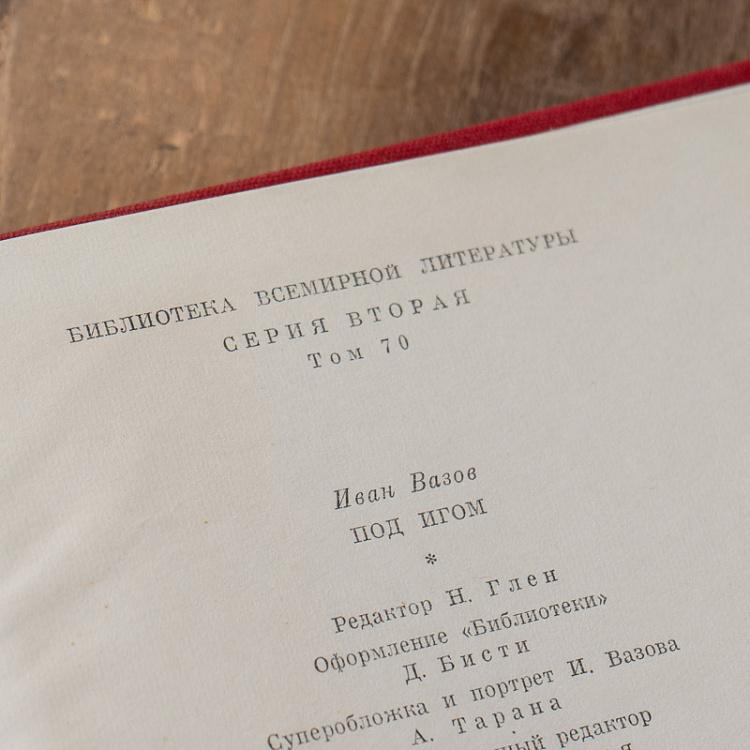 БИБЛИОТЕКА ВСЕМИРНОЙ ЛИТЕРАТУРЫ
СЕРИЯ ВТОРАЯ
Том 70
Иван Вазов
ПОД ИГОМ
*
Редактор Н. Глен
Оформление «Библиотеки»
Д. Бисти
Суперобложка и портрет И. Вазова
А. Тарана
редактор